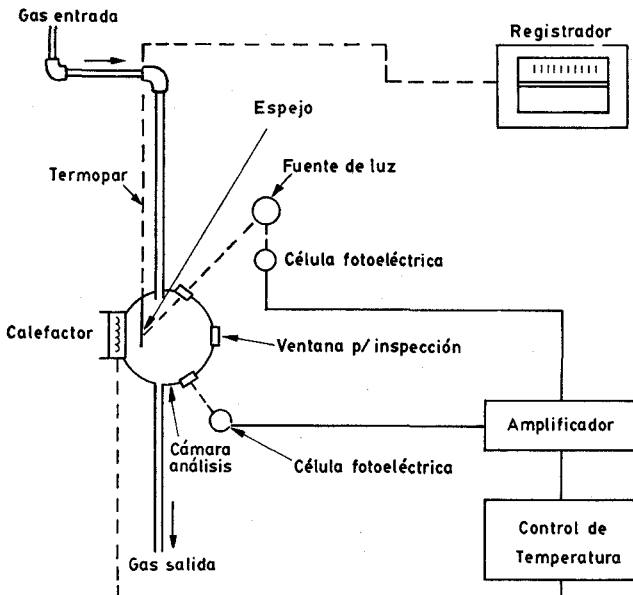 Gas entrada
Registrador
Espejo
Fuente de luz
Termopar
Célula fotoeléctrica
Calefactor
Ventana p/ inspección
Amplificador
Cámara
análisis
Célula fotoeléctrica
Control de
Temperatura
Gas salida